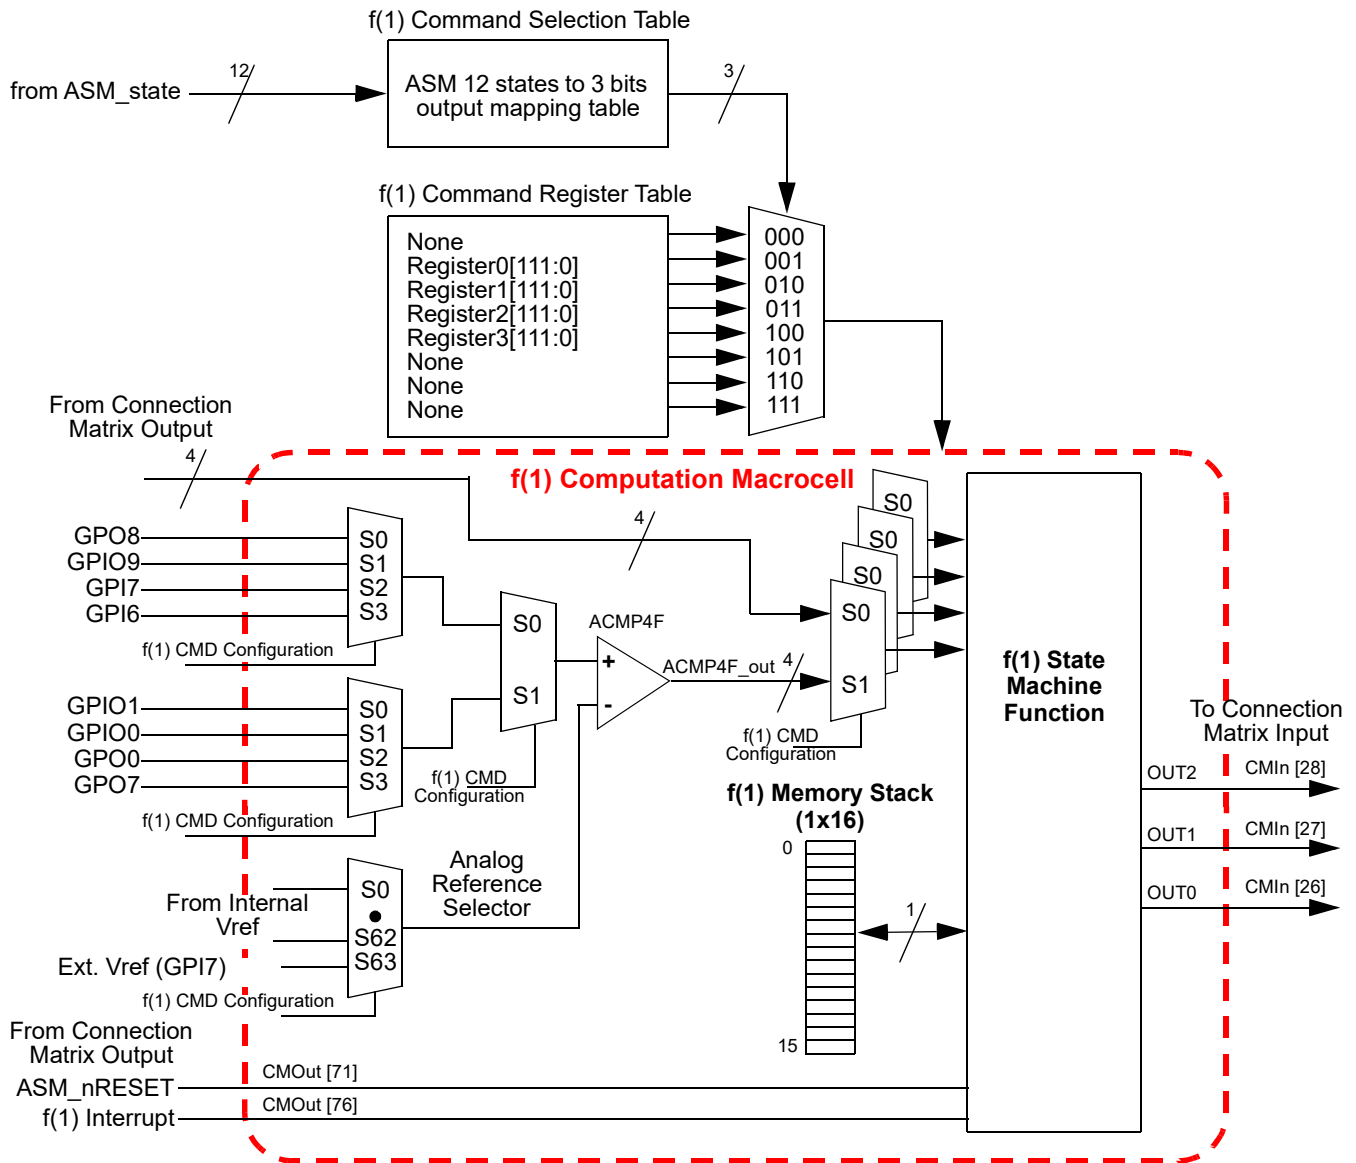 f(1) Command Selection Table
from ASM_state
12
ASM 12 states to 3 bits
output mapping table
3
f(1) Command Register Table
None
Register0[111:0]
Register1[111:0]
Register2[111:0]
Register3[111:0]
None
None
None
000
001
010
011
100
101
110
111
From Connection
Matrix Output
4
f(1) Computation Macrocell
4
GPO8
GPIO9
GPI7
GPI6
S0
S1
S2
S3
f(1) CMD Configuration
GPIO1
GPIO0
GPO0
GPO7
S0
S1
S2
S3
f(1) CMD Configuration
S0
S1
f(1) CMD
Configuration
ACMP4F
+
-
ACMP4F_out
4
S0
S0
S0
S0
S1
f(1) CMD
Configuration
f(1) State
Machine
Function
From Internal
Vref
Ext. Vref (GPI7)
S0
S62
S63
f(1) CMD Configuration
Analog
Reference
Selector
f(1) Memory Stack
(1x16)
0
15
1
To Connection
Matrix Input
OUT2
CMIn [28]
OUT1
CMIn [27]
OUT0
CMIn [26]
From Connection
Matrix Output
ASM_nRESET
CMOut [71]
f(1) Interrupt
CMOut [76]